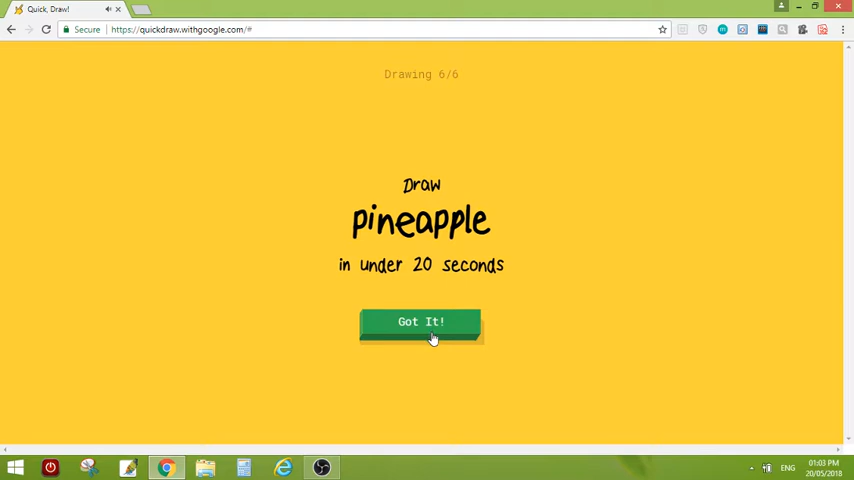 Quick, Draw!
Secure
https://quickdraw.withgoogle.com/#
Drawing 6/6
Draw
pineapple
in under 20 seconds
Got It!
ENG
01:03 PM
20/05/2018